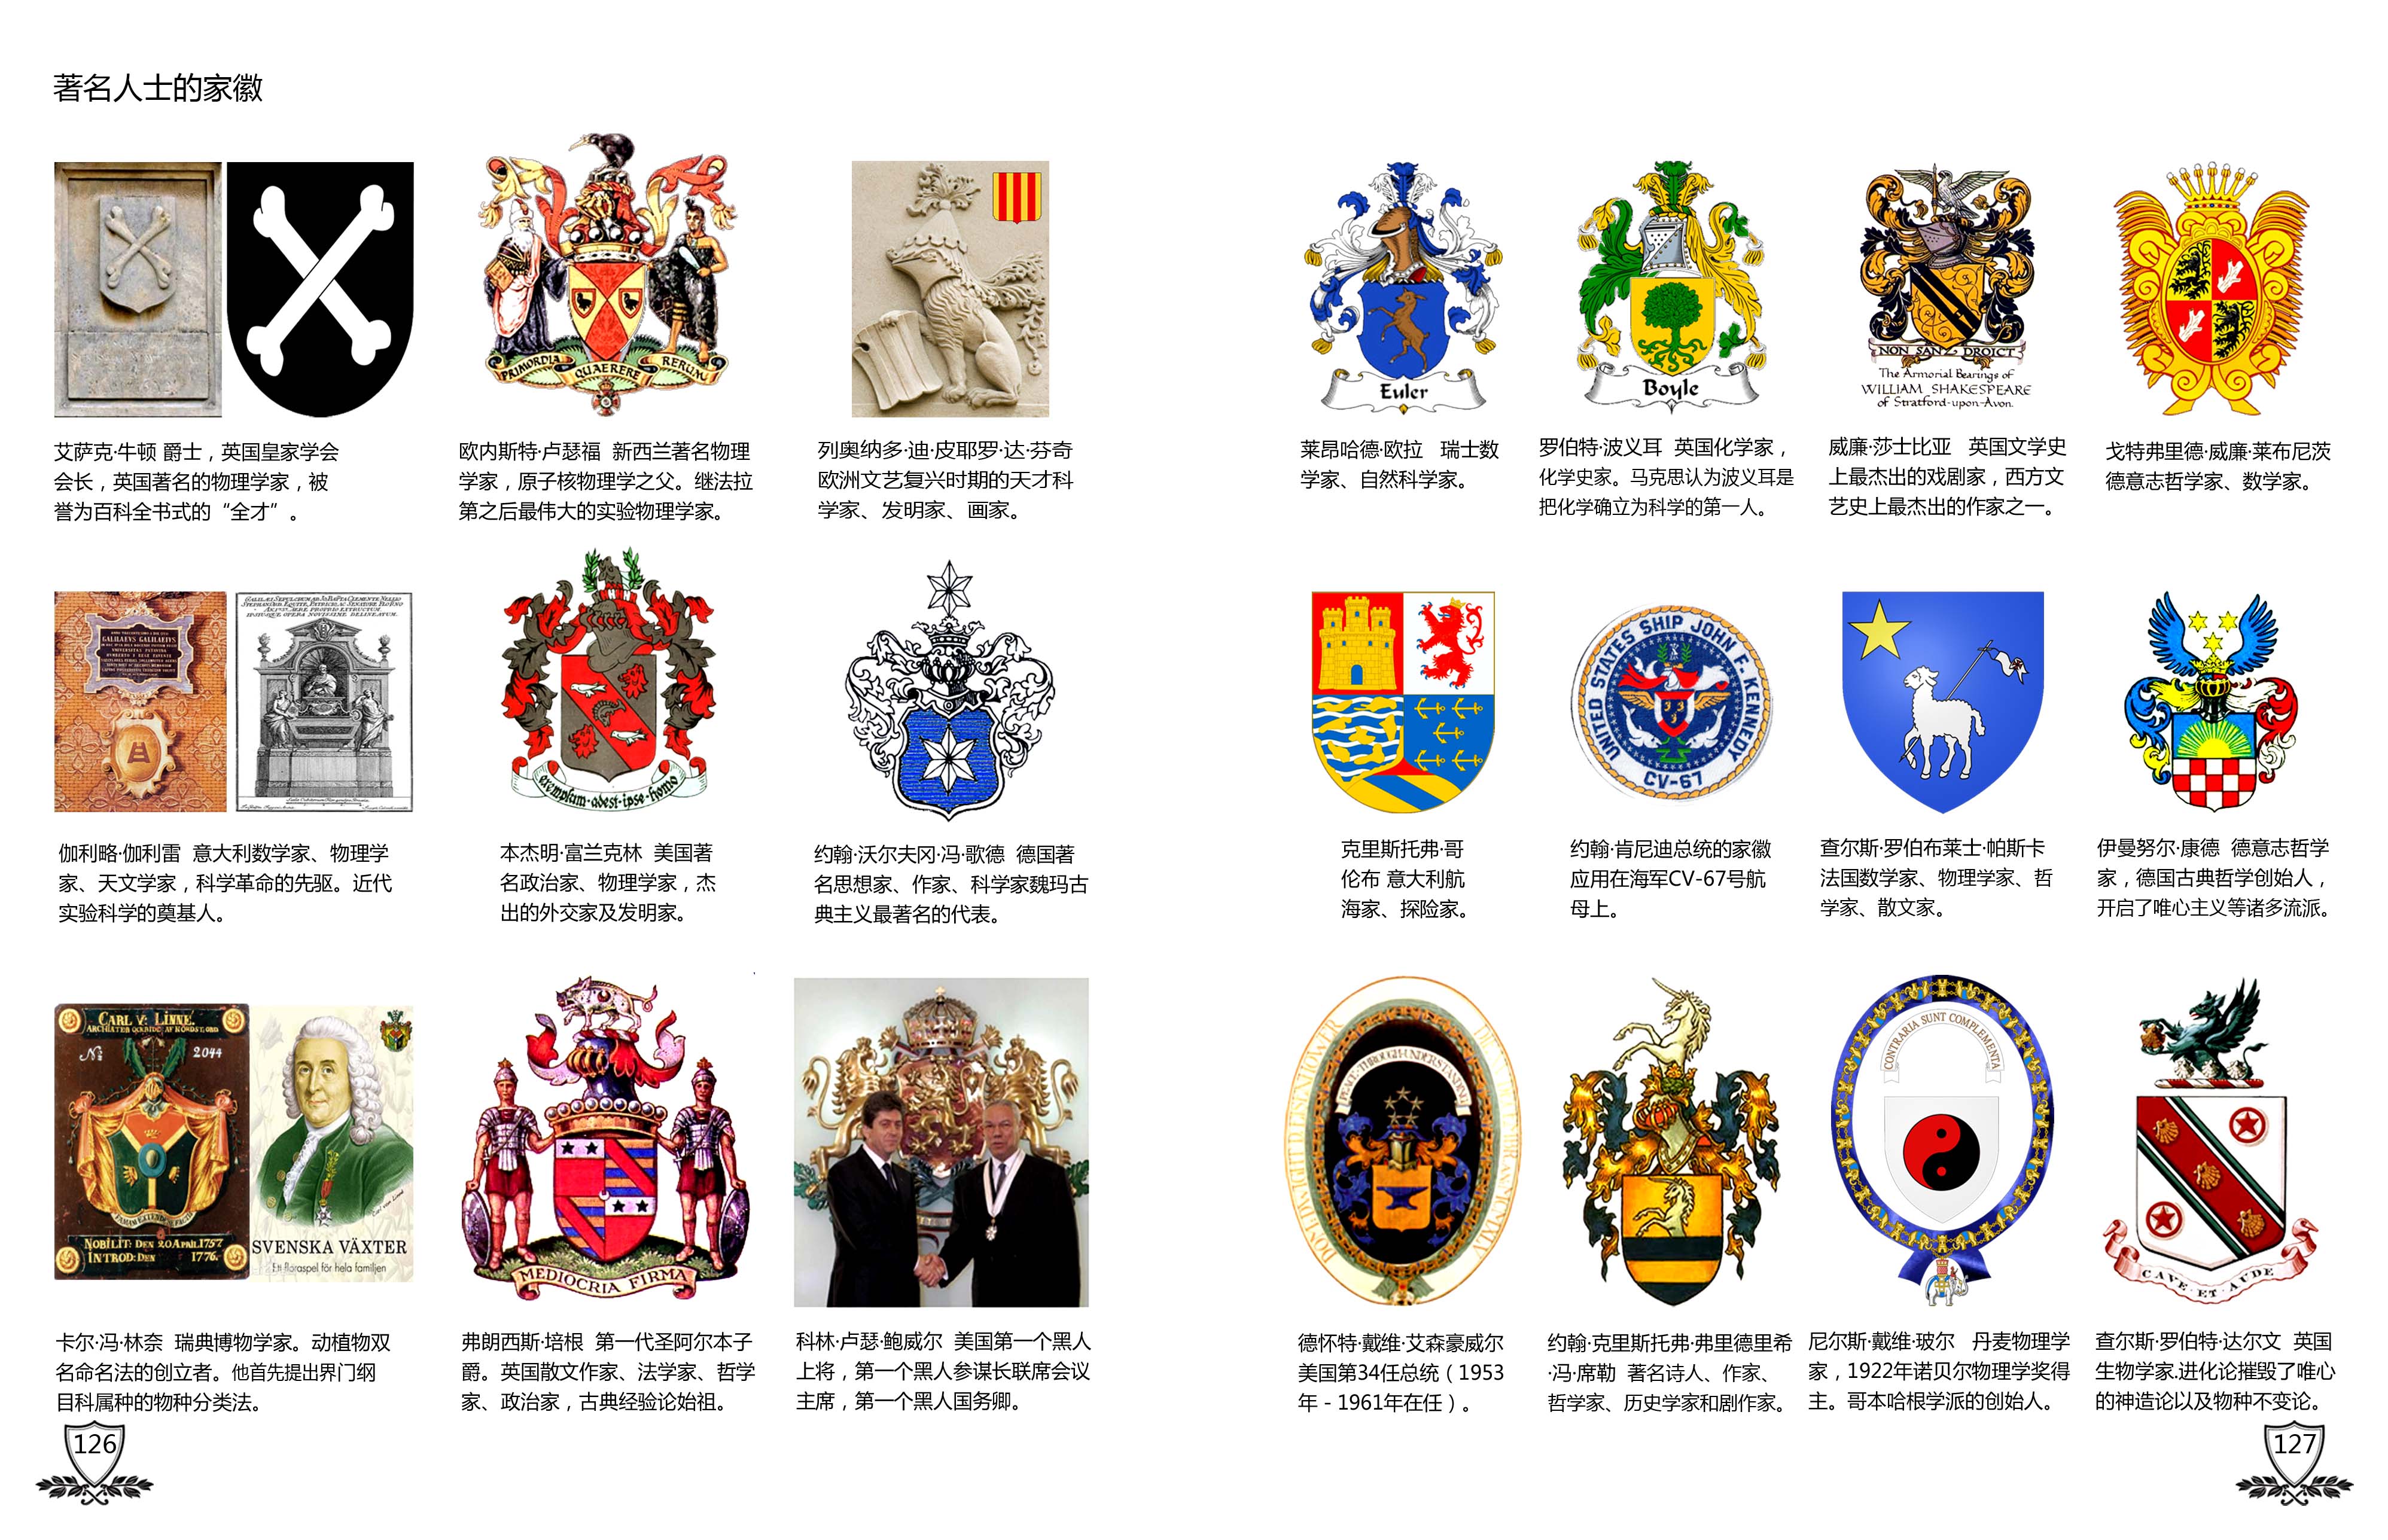 著名人士的家徽
PRIMORDIA QUAERERE RERUM
艾萨克·牛顿 爵士，英国皇家学会
会长，英国著名的物理学家，被
誉为百科全书式的“全才”。
欧内斯特·卢瑟福 新西兰著名物理
学家，原子核物理学之父。继法拉
第之后最伟大的实验物理学家。
列奥纳多·迪·皮耶罗·达·芬奇
欧洲文艺复兴时期的天才科
学家、发明家、画家。
GALILAEVS GALILAEIVS
exemplum·adest·ipse·homo
伽利略·伽利雷 意大利数学家、物理学
家、天文学家，科学革命的先驱。近代
实验科学的奠基人。
本杰明·富兰克林 美国著
名政治家、物理学家，杰
出的外交家及发明家。
约翰·沃尔夫冈·冯·歌德 德国著
名思想家、作家、科学家魏玛古
典主义最著名的代表。
CARL V: LINNE.
No 2044
NOBILIT: DEN 20 APRIL 1757
INTROD: DEN 1776.
SVENSKA VÄXTER
Ett floraspel för hela familjen
MEDIOCRIA FIRMA
卡尔·冯·林奈 瑞典博物学家。动植物双
名命名法的创立者。他首先提出界门纲
目科属种的物种分类法。
弗朗西斯·培根 第一代圣阿尔本子
爵。英国散文作家、法学家、哲学
家、政治家，古典经验论始祖。
科林·卢瑟·鲍威尔 美国第一个黑人
上将，第一个黑人参谋长联席会议
主席，第一个黑人国务卿。
126
Euler
Boyle
NON SANZ DROICT
The Armorial Bearings of
WILLIAM SHAKESPEARE
of Stratford-upon-Avon.
莱昂哈德·欧拉 瑞士数
学家、自然科学家。
罗伯特·波义耳 英国化学家，
化学史家。马克思认为波义耳是
把化学确立为科学的第一人。
威廉·莎士比亚 英国文学史
上最杰出的戏剧家，西方文
艺史上最杰出的作家之一。
戈特弗里德·威廉·莱布尼茨
德意志哲学家、数学家。
UNITED STATES SHIP JOHN F. KENNEDY
CV-67
克里斯托弗·哥
伦布 意大利航
海家、探险家。
约翰·肯尼迪总统的家徽
应用在海军CV-67号航
母上。
查尔斯·罗伯布莱士·帕斯卡
法国数学家、物理学家、哲
学家、散文家。
伊曼努尔·康德 德意志哲学
家，德国古典哲学创始人，
开启了唯心主义等诸多流派。
PEACE THROUGH UNDERSTANDING
CONTRARIA SUNT COMPLEMENTA
CAVE ET AUDE
德怀特·戴维·艾森豪威尔
美国第34任总统（1953
年－1961年在任）。
约翰·克里斯托弗·弗里德里希
·冯·席勒 著名诗人、作家、
哲学家、历史学家和剧作家。
尼尔斯·戴维·玻尔 丹麦物理学
家，1922年诺贝尔物理学奖得
主。哥本哈根学派的创始人。
查尔斯·罗伯特·达尔文 英国
生物学家.进化论摧毁了唯心
的神造论以及物种不变论。
127